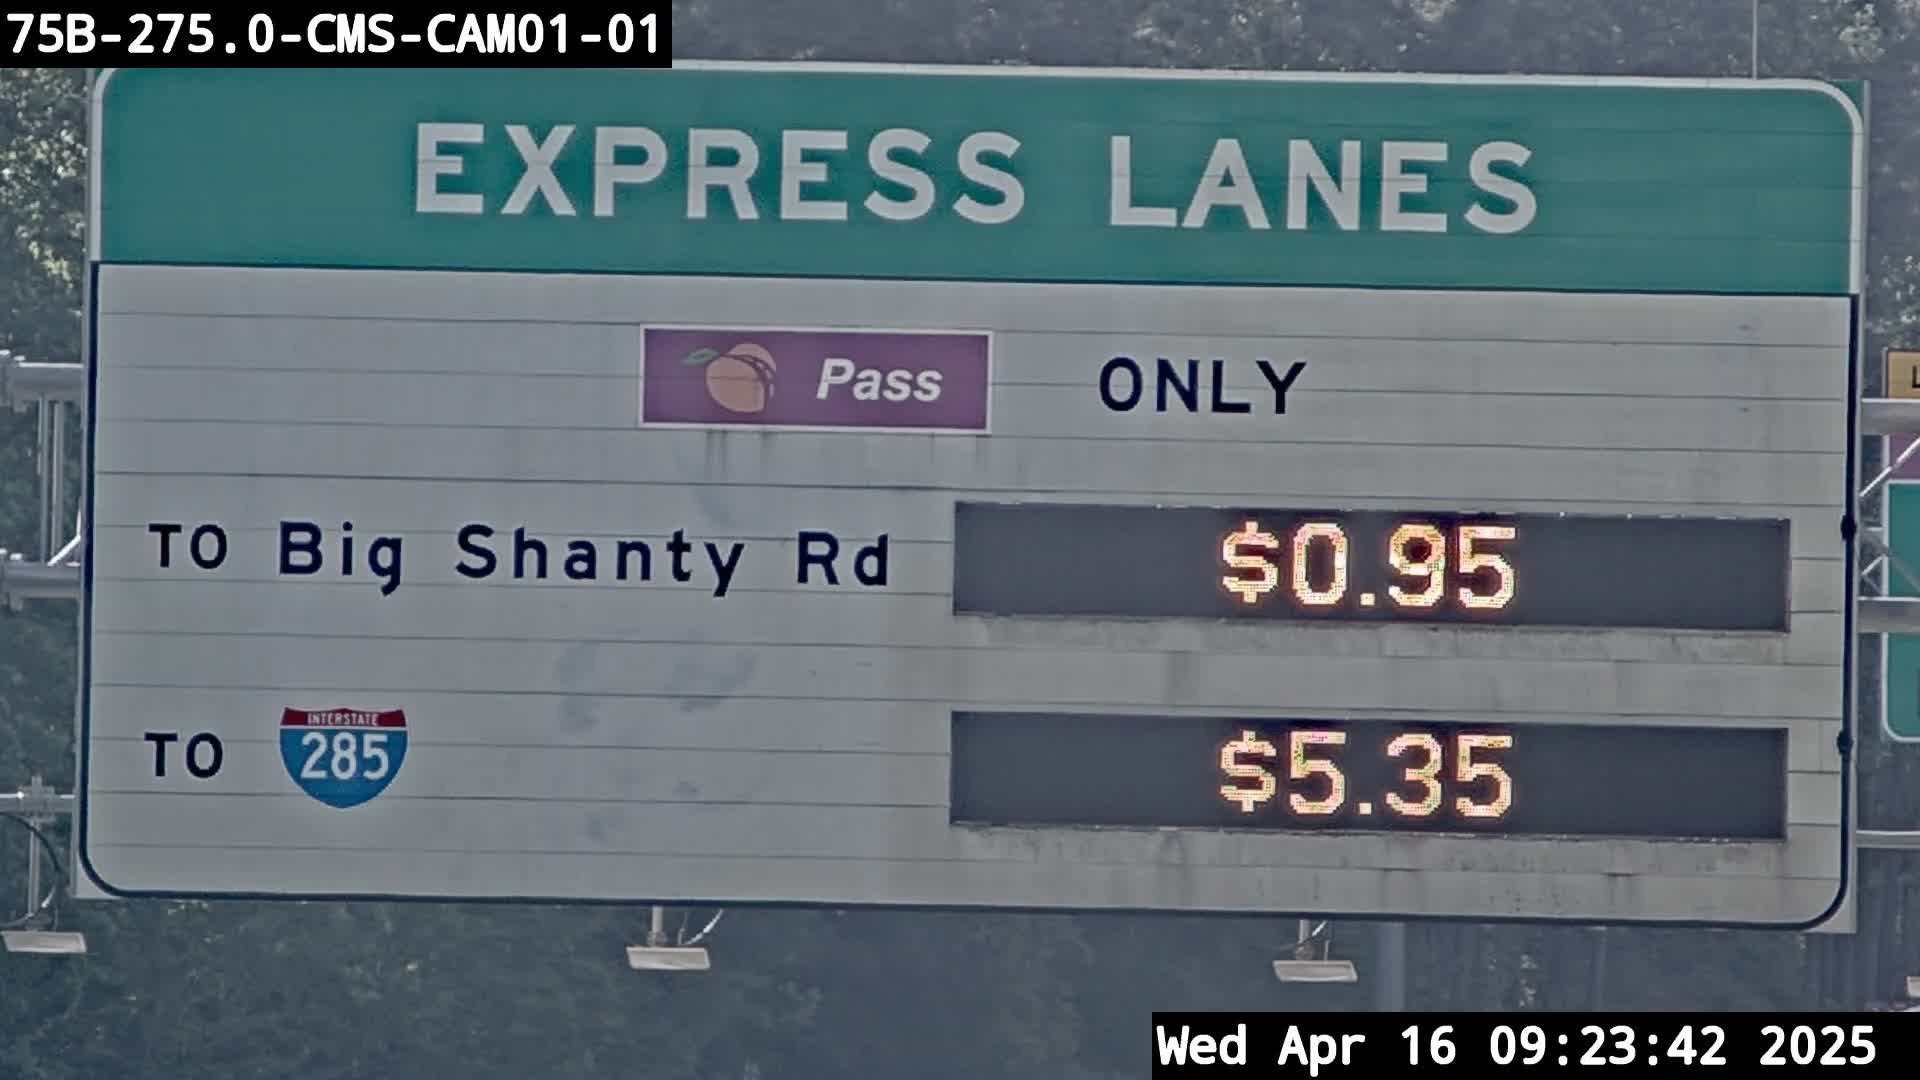 75B-275.0-CMS-CAM01-01
EXPRESS LANES
Pass ONLY
TO Big Shanty Rd $0.95
TO INTERSTATE 285 $5.35
Wed Apr 16 09:23:42 2025